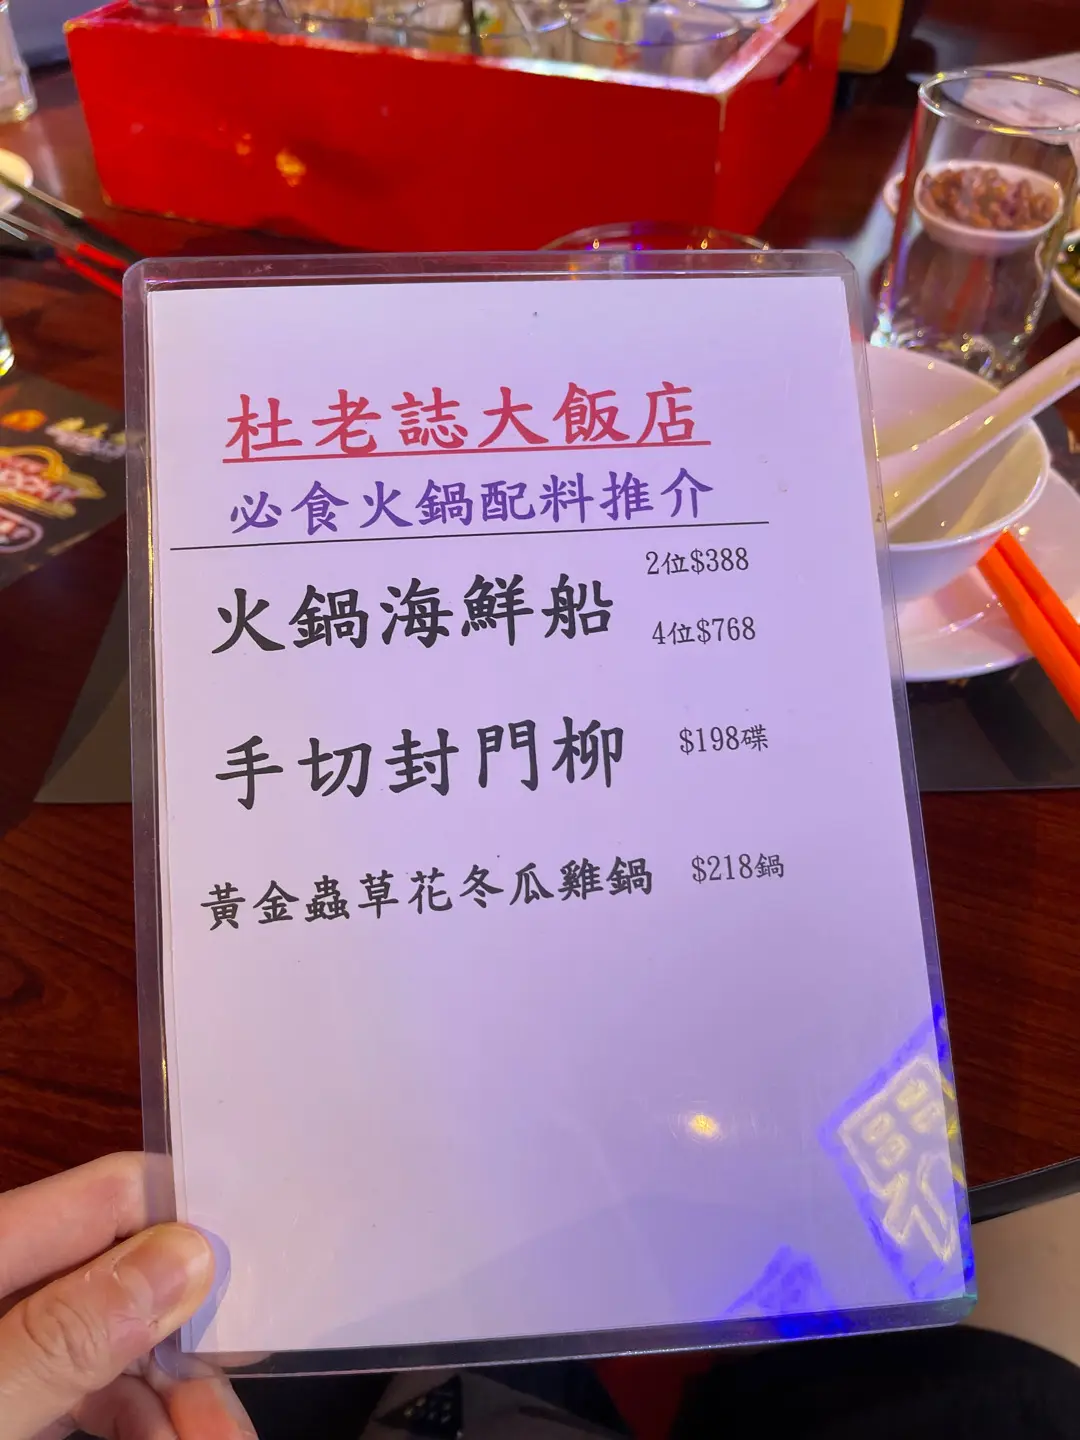 杜老誌大飯店
必食火鍋配料推介
火鍋海鮮船 2位$388
4位$768
手切封門柳 $198碟
黃金蟲草花冬瓜雞鍋 $218鍋